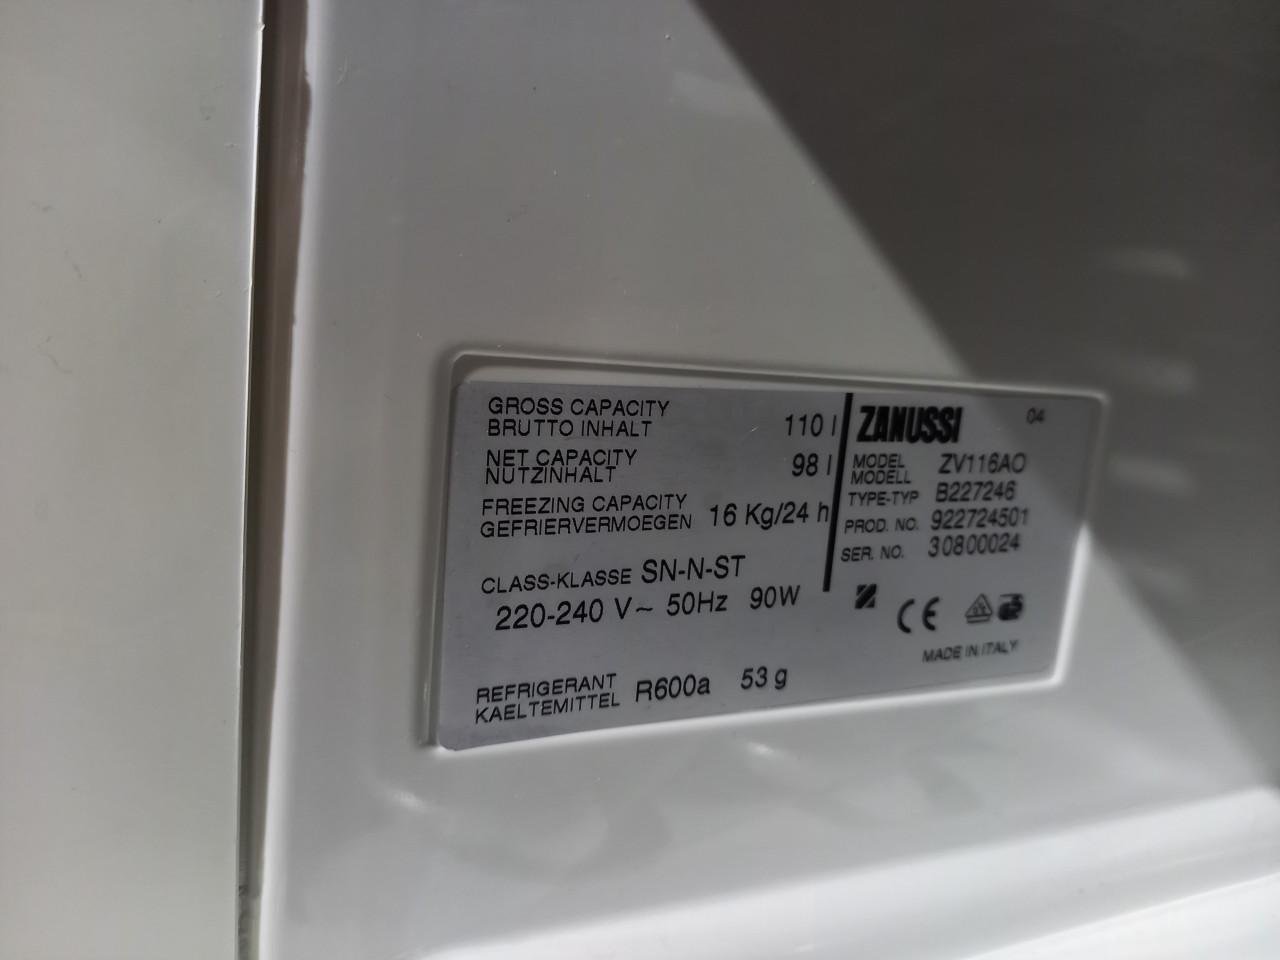 GROSS CAPACITY
BRUTTO INHALT 110 l
NET CAPACITY
NUTZINHALT 98 l
FREEZING CAPACITY
GEFRIERVERMOEGEN 16 Kg/24 h
CLASS-KLASSE SN-N-ST
220-240 V~ 50Hz 90W
REFRIGERANT
KAELTEMITTEL R600a 53 g
ZANUSSI 04
MODEL
MODELL ZV116AO
TYPE-TYP B227246
PROD. NO. 922724501
SER. NO. 30800024
CE
MADE IN ITALY